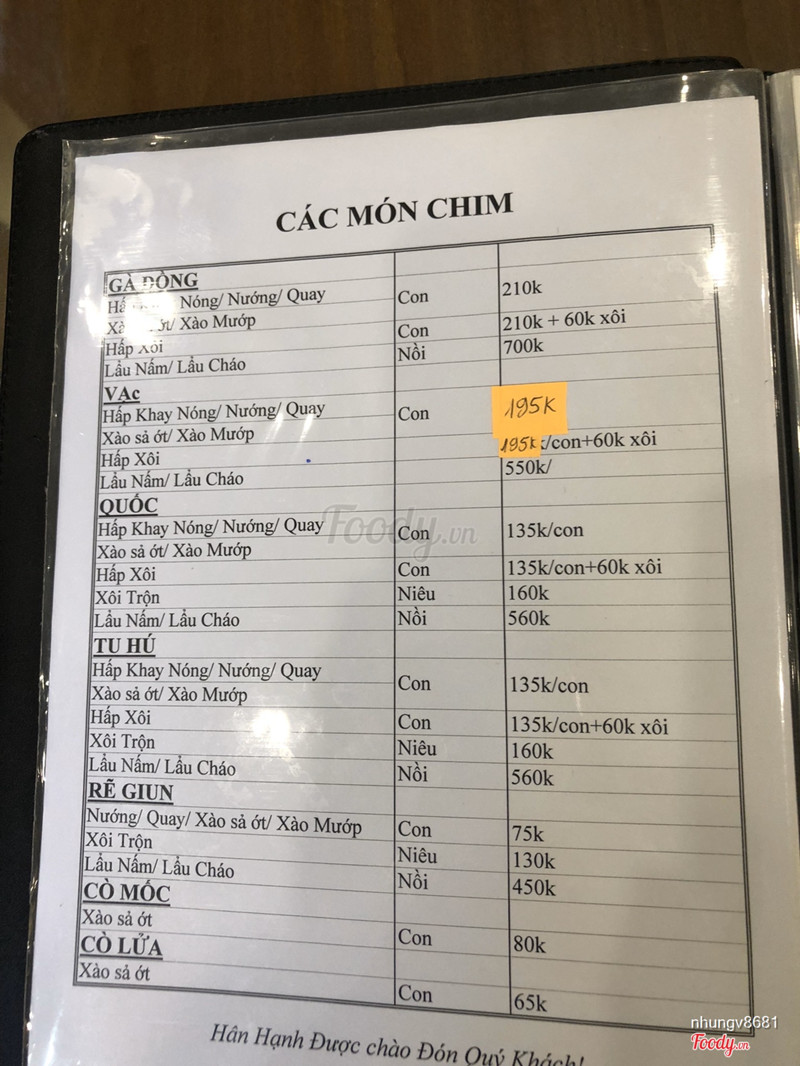 CÁC MÓN CHIM
GÀ ĐỒNG
Nóng/ Nướng/ Quay Con 210k
ớt/ Xào Mướp
Hấp Xôi Con 210k + 60k xôi
Lẩu Nấm/ Lẩu Cháo Nồi 700k
VẠc
Hấp Khay Nóng/ Nướng/ Quay Con 195K
Xào sả ớt/ Xào Mướp
Hấp Xôi 195k/con+60k xôi
Lẩu Nấm/ Lẩu Cháo 550k/
QUỐC
Hấp Khay Nóng/ Nướng/ Quay Con 135k/con
Xào sả ớt/ Xào Mướp
Hấp Xôi Con 135k/con+60k xôi
Xôi Trộn Niêu 160k
Lẩu Nấm/ Lẩu Cháo Nồi 560k
TU HÚ
Hấp Khay Nóng/ Nướng/ Quay Con 135k/con
Xào sả ớt/ Xào Mướp
Hấp Xôi Con 135k/con+60k xôi
Xôi Trộn Niêu 160k
Lẩu Nấm/ Lẩu Cháo Nồi 560k
RẼ GIUN
Nướng/ Quay/ Xào sả ớt/ Xào Mướp Con 75k
Xôi Trộn Niêu 130k
Lẩu Nấm/ Lẩu Cháo Nồi 450k
CÒ MỐC
Xào sả ớt Con 80k
CÒ LỬA
Xào sả ớt Con 65k
Hân Hạnh Được chào Đón Quý Khách!
Foody.vn
nhungv8681
Foody.vn